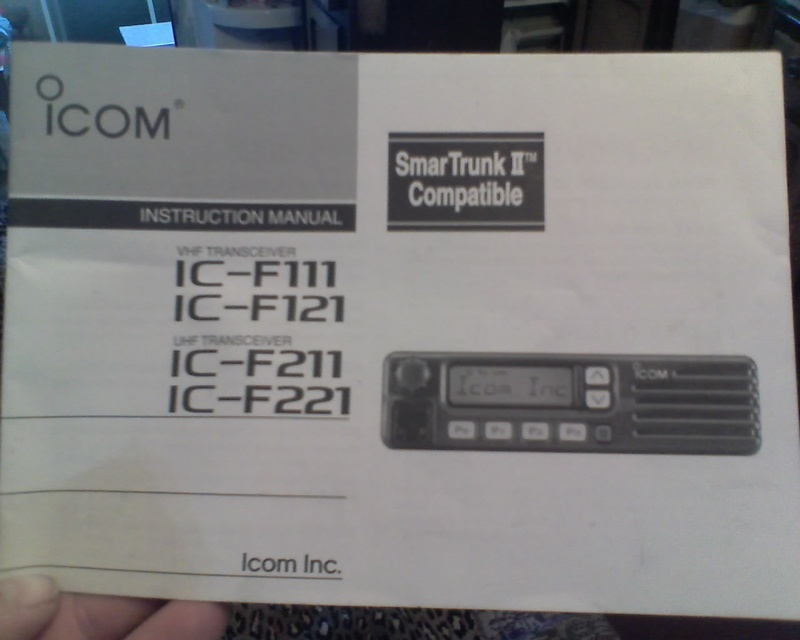 ICOM®
INSTRUCTION MANUAL
VHF TRANSCEIVER
IC-F111
IC-F121
UHF TRANSCEIVER
IC-F211
IC-F221
Icom Inc.
SmarTrunk II™
Compatible
Icom Inc
ICOM